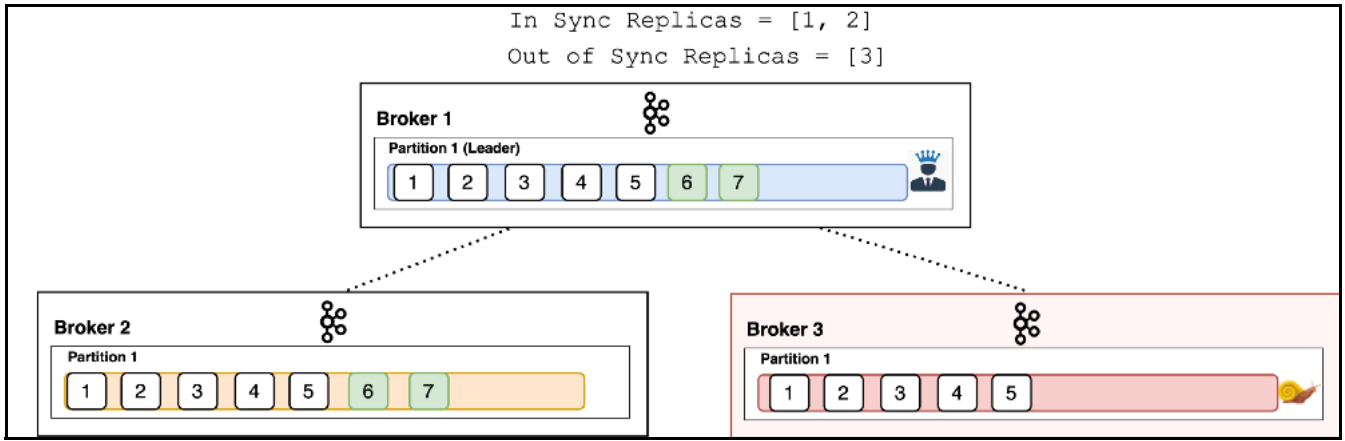 In Sync Replicas = [1, 2]
Out of Sync Replicas = [3]
Broker 1
Partition 1 (Leader)
1 2 3 4 5 6 7
Broker 2
Partition 1
1 2 3 4 5 6 7
Broker 3
Partition 1
1 2 3 4 5